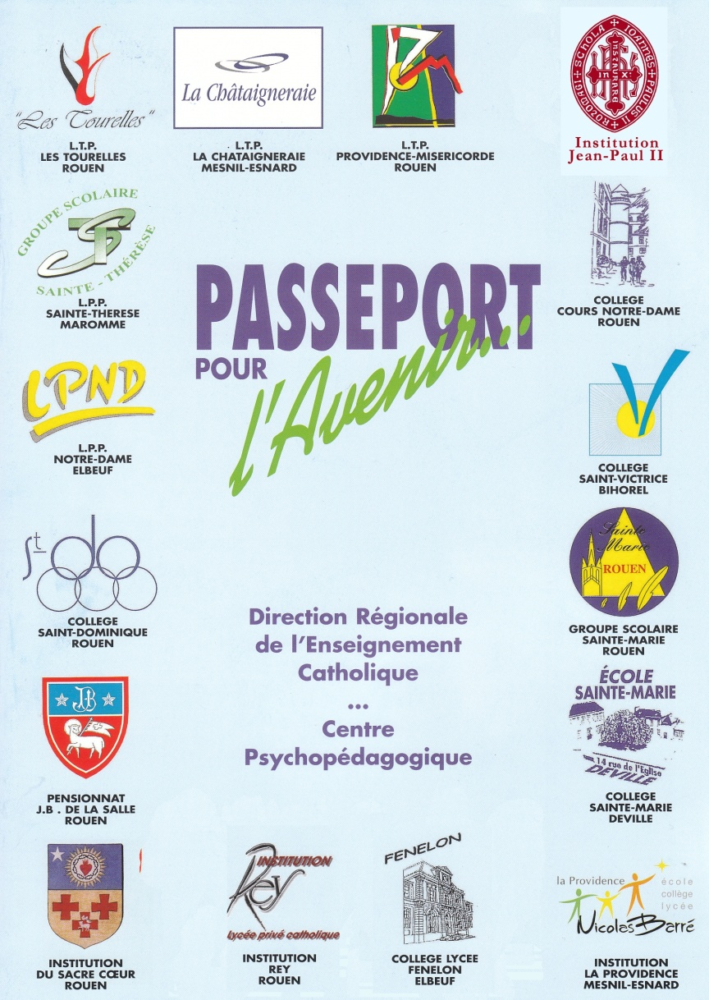 "Les Tourelles"
L.T.P.
LES TOURELLES
ROUEN
La Châtaigneraie
L.T.P.
LA CHATAIGNERAIE
MESNIL-ESNARD
L.T.P.
PROVIDENCE-MISERICORDE
ROUEN
SCHOLA IOANNES PAULUS II ROTOMAGI
INSTAURARE
IN X:
Institution
Jean-Paul II
GROUPE SCOLAIRE
ST
SAINTE - THÉRÈSE
L.P.P.
SAINTE-THERESE
MAROMME
COLLEGE
COURS NOTRE-DAME
ROUEN
PASSEPORT
POUR
l'Avenir...
LPND
L.P.P.
NOTRE-DAME
ELBEUF
COLLEGE
SAINT-VICTRICE
BIHOREL
St do
COLLEGE
SAINT-DOMINIQUE
ROUEN
Sainte
Marie
ROUEN
GROUPE SCOLAIRE
SAINTE-MARIE
ROUEN
Direction Régionale
de l'Enseignement
Catholique
...
Centre
Psychopédagogique
JB
PENSIONNAT
J.B . DE LA SALLE
ROUEN
ÉCOLE
SAINTE-MARIE
14 rue de l'Eglise
DEVILLE
COLLEGE
SAINTE-MARIE
DEVILLE
INSTITUTION
DU SACRE CŒUR
ROUEN
INSTITUTION
Rey
Lycée privé catholique
INSTITUTION
REY
ROUEN
FENELON
COLLEGE LYCEE
FENELON
ELBEUF
la Providence
école
collège
lycée
Nicolas Barré
INSTITUTION
LA PROVIDENCE
MESNIL-ESNARD